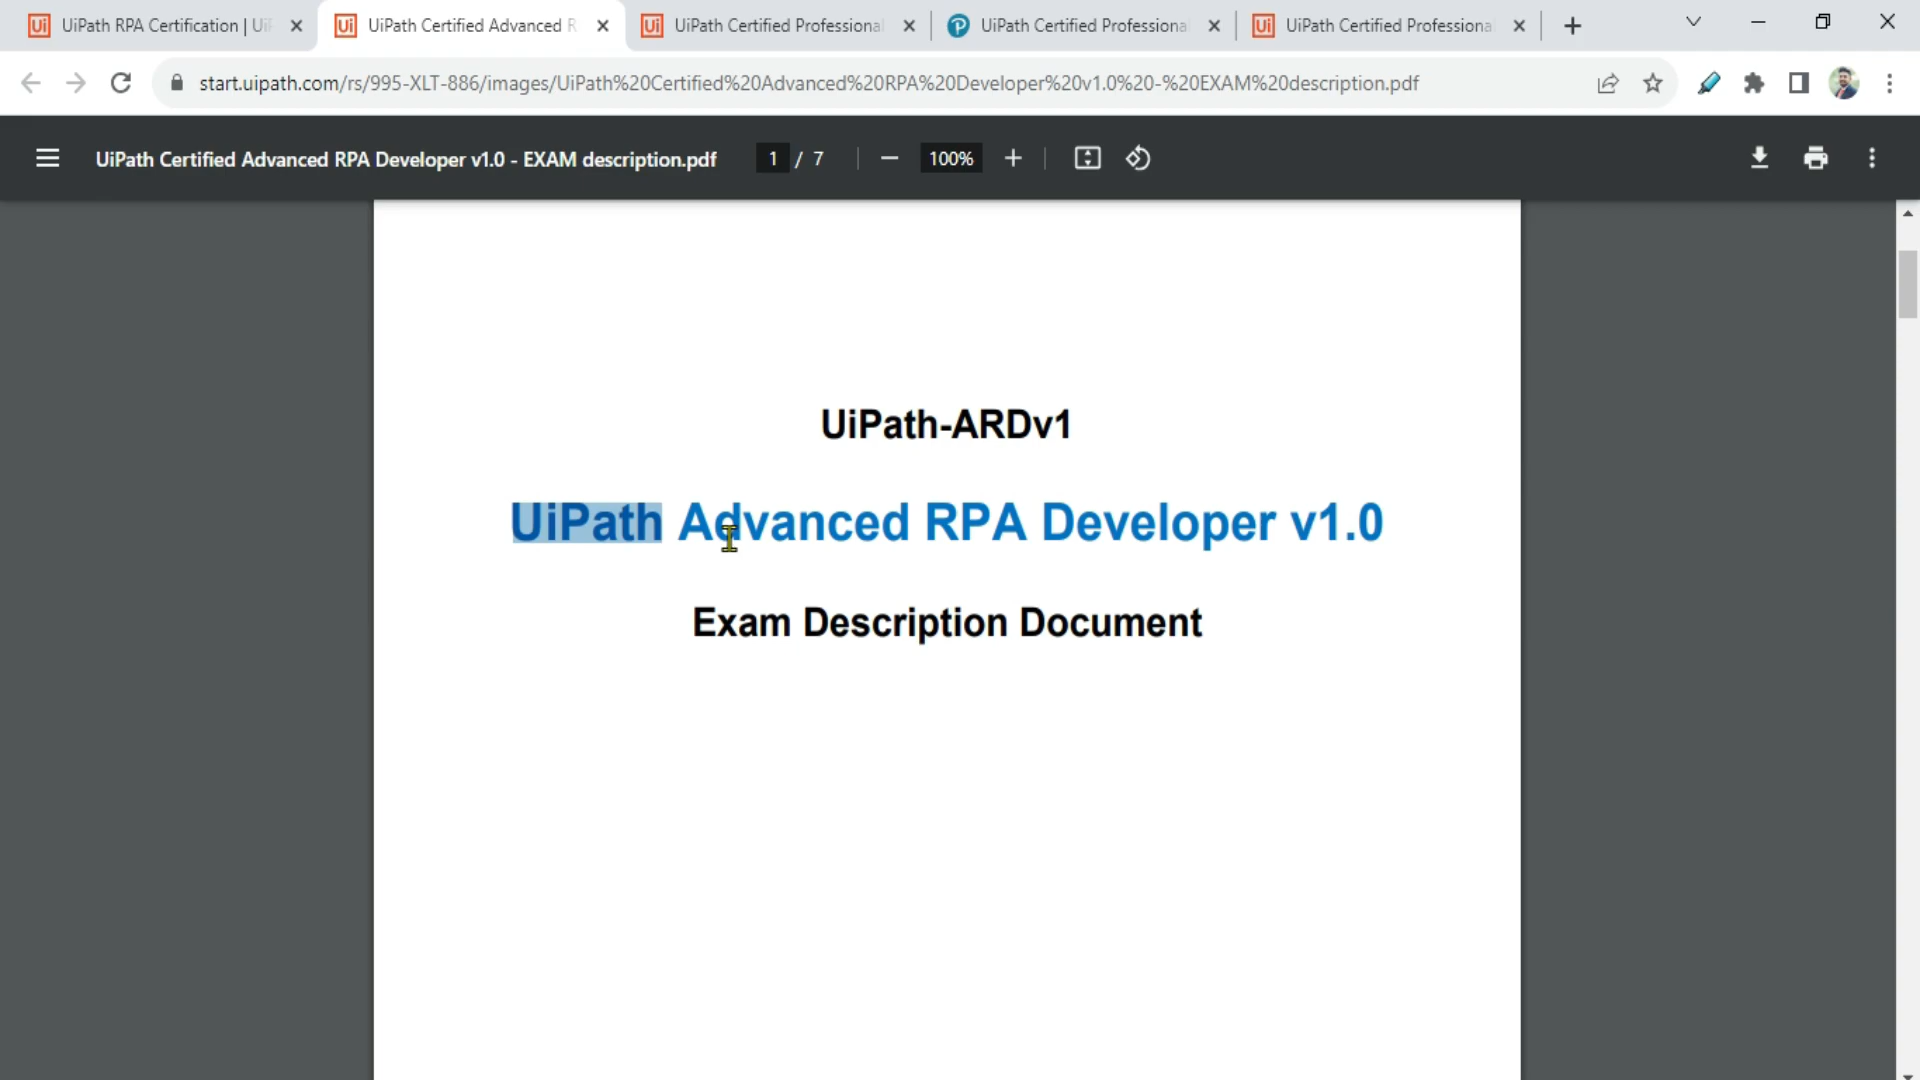 UiPath RPA Certification | Ui
UiPath Certified Advanced R
UiPath Certified Professional
UiPath Certified Professiona
UiPath Certified Professiona
start.uipath.com/rs/995-XLT-886/images/UiPath%20Certified%20Advanced%20RPA%20Developer%20v1.0%20-%20EXAM%20description.pdf
UiPath Certified Advanced RPA Developer v1.0 - EXAM description.pdf
1 / 7
100%
UiPath-ARDv1
UiPath Advanced RPA Developer v1.0
Exam Description Document